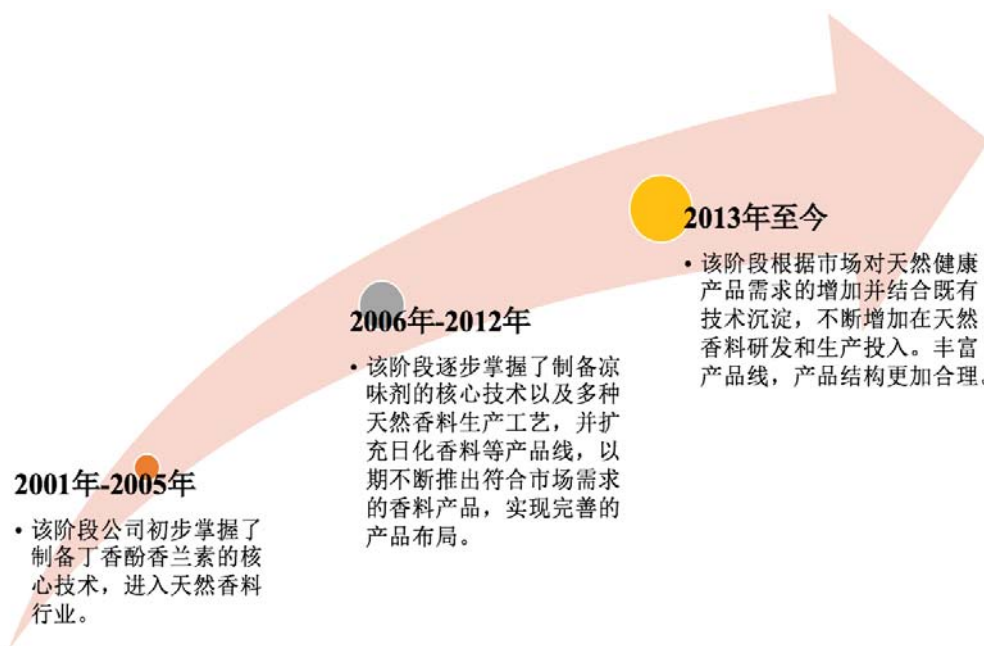 2001年-2005年
• 该阶段公司初步掌握了
制备丁香酚香兰素的核
心技术，进入天然香料
行业。
2006年-2012年
• 该阶段逐步掌握了制备凉
味剂的核心技术以及多种
天然香料生产工艺，并扩
充日化香料等产品线，以
期不断推出符合市场需求
的香料产品，实现完善的
产品布局。
2013年至今
• 该阶段根据市场对天然健康
产品需求的增加并结合既有
技术沉淀，不断增加在天然
香料研发和生产投入。丰富
产品线，产品结构更加合理。